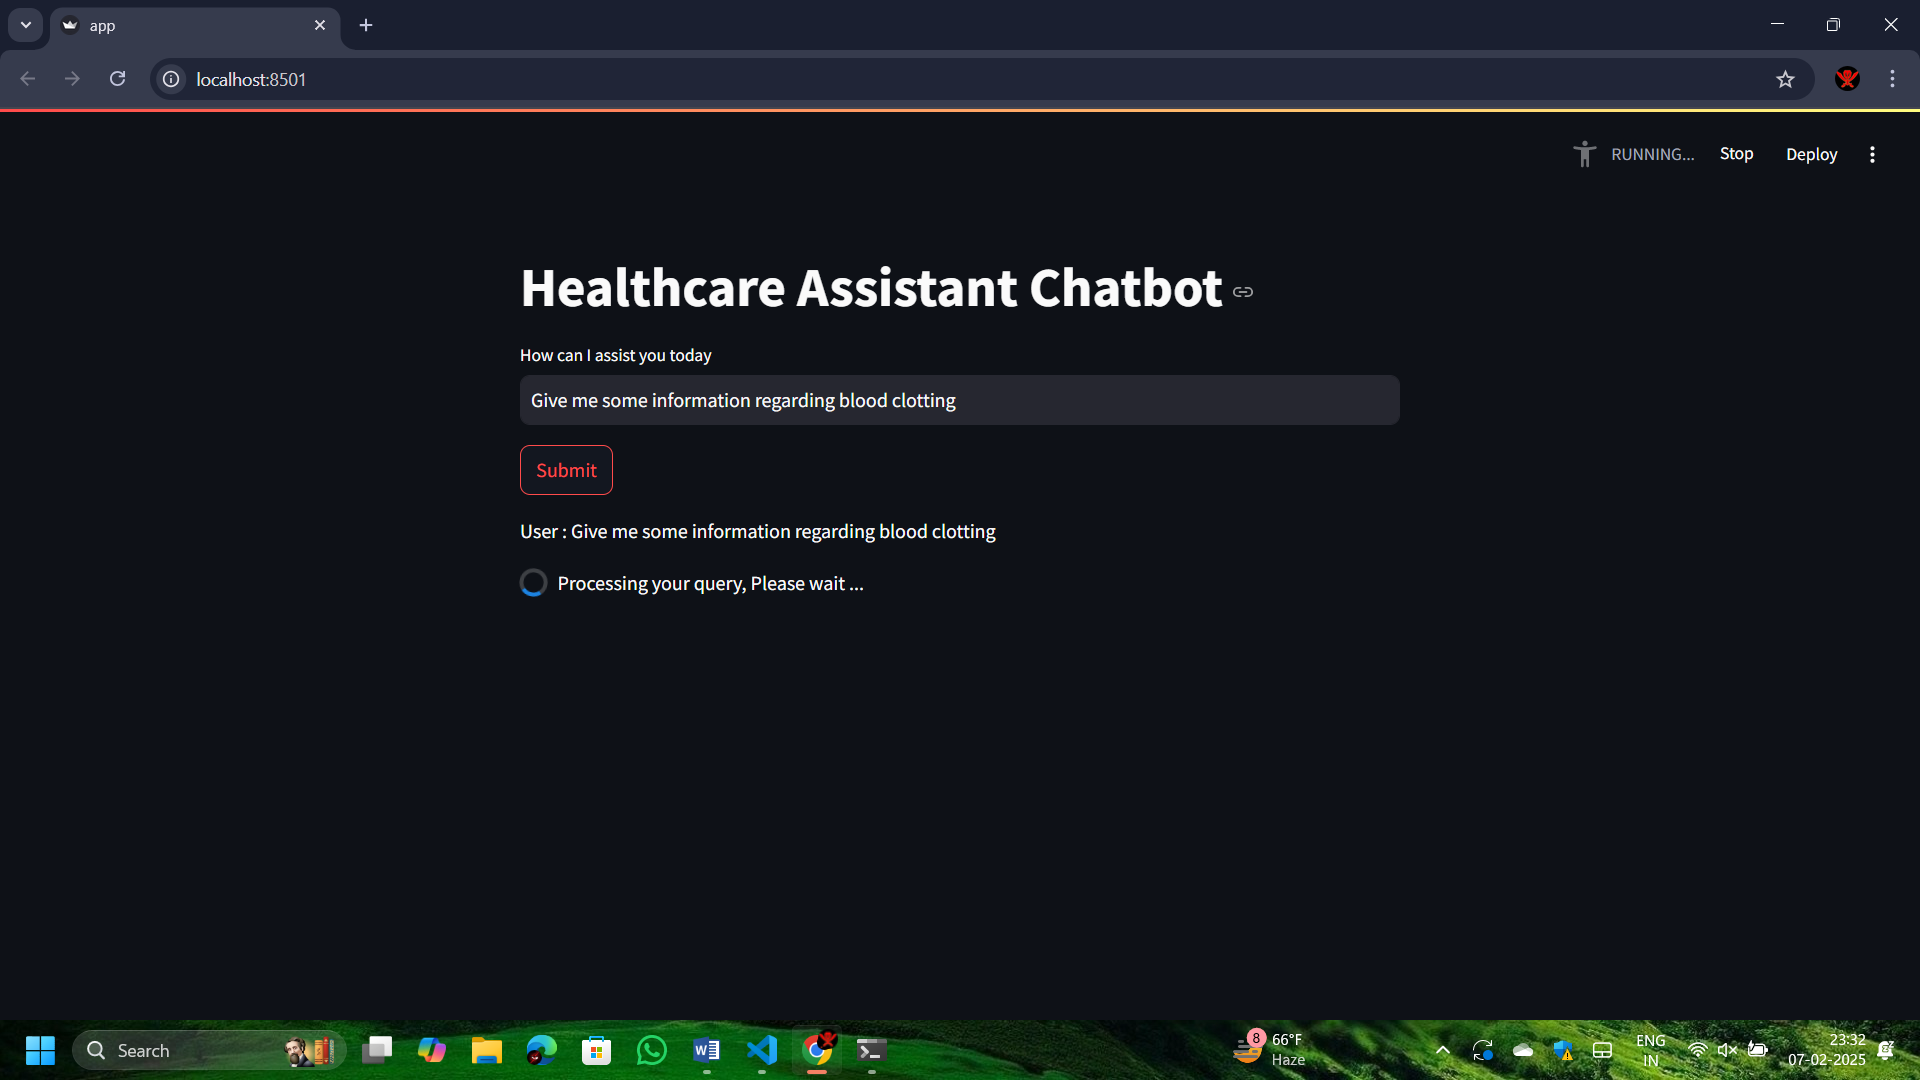 app
localhost:8501
RUNNING...
Stop
Deploy
Healthcare Assistant Chatbot
How can I assist you today
Give me some information regarding blood clotting
Submit
User : Give me some information regarding blood clotting
Processing your query, Please wait ...
Search
8
66°F
Haze
ENG
IN
23:32
07-02-2025